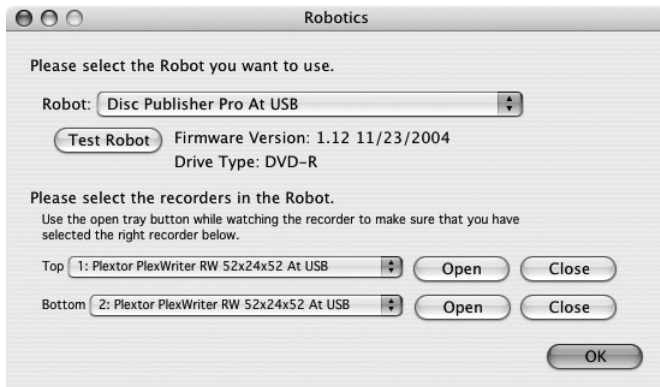 Robotics
Please select the Robot you want to use.
Robot: Disc Publisher Pro At USB
Test Robot Firmware Version: 1.12 11/23/2004
Drive Type: DVD-R
Please select the recorders in the Robot.
Use the open tray button while watching the recorder to make sure that you have
selected the right recorder below.
Top 1: Plextor PlexWriter RW 52x24x52 At USB Open Close
Bottom 2: Plextor PlexWriter RW 52x24x52 At USB Open Close
OK